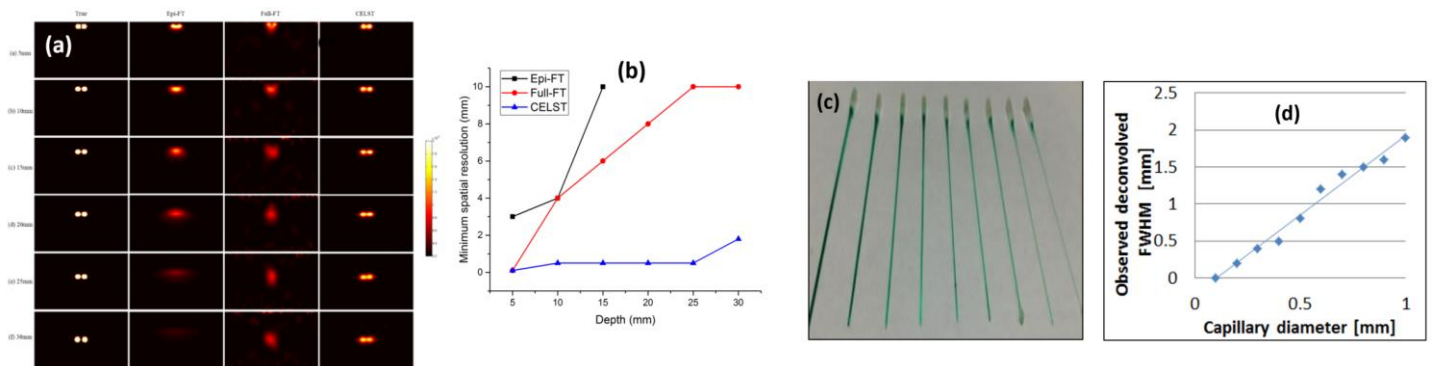 True Epi-FT Full-FT CELST
(a)
(a) 5mm
(b) 10mm
(c) 15mm
(d) 20mm
(e) 25mm
(f) 30mm
(b)
Epi-FT
Full-FT
CELST
Minimum spatial resolution (mm)
10
8
6
4
2
0
5 10 15 20 25 30
Depth (mm)
(c)
(d)
Observed deconvolved
FWHM [mm]
2.5
2
1.5
1
0.5
0
0 0.5 1
Capillary diameter [mm]